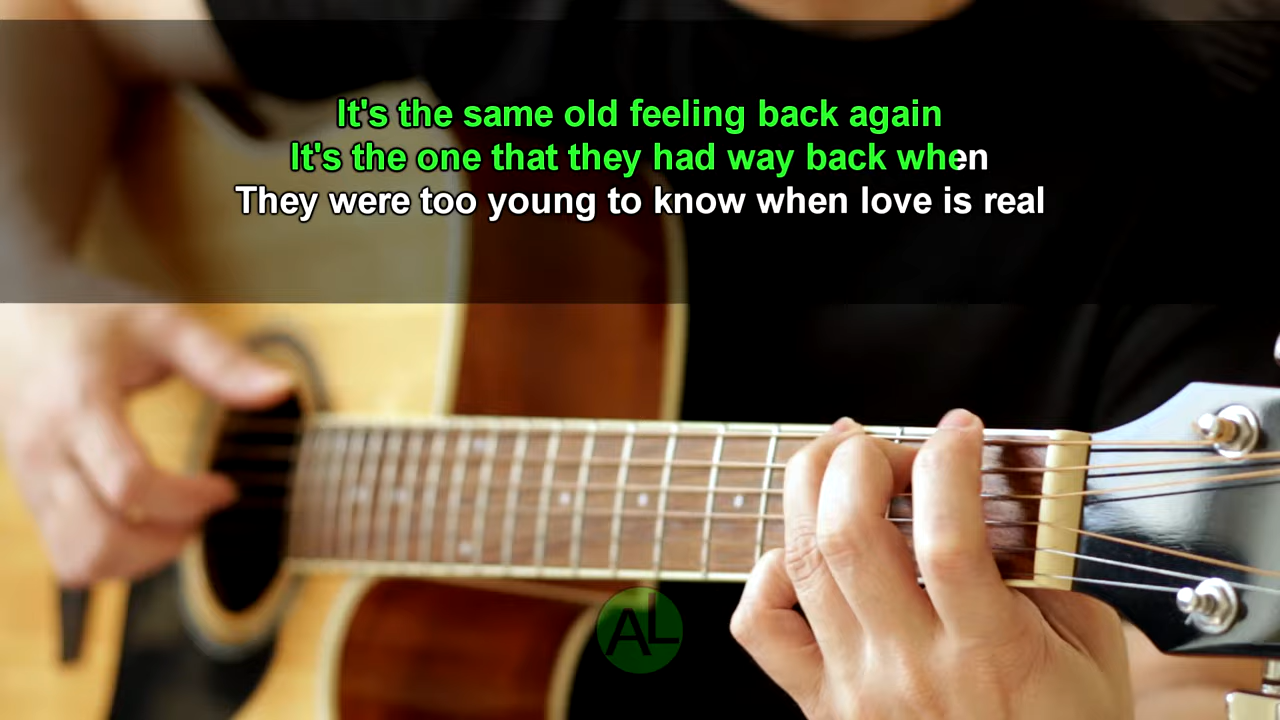 It's the same old feeling back again
It's the one that they had way back when
They were too young to know when love is real
AL